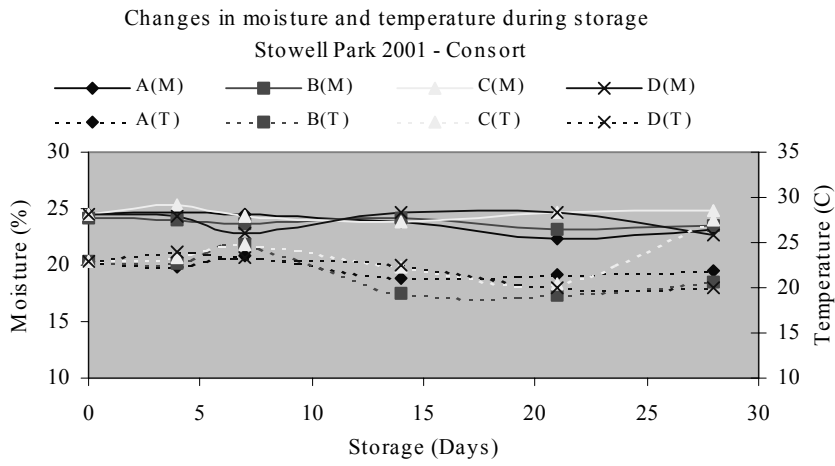 Changes in moisture and temperature during storage
Stowell Park 2001 - Consort
A(M) B(M) C(M) D(M)
A(T) B(T) C(T) D(T)
30
25
20
15
10
Moisture (%)
35
30
25
20
15
10
Temperature (C)
0 5 10 15 20 25 30
Storage (Days)